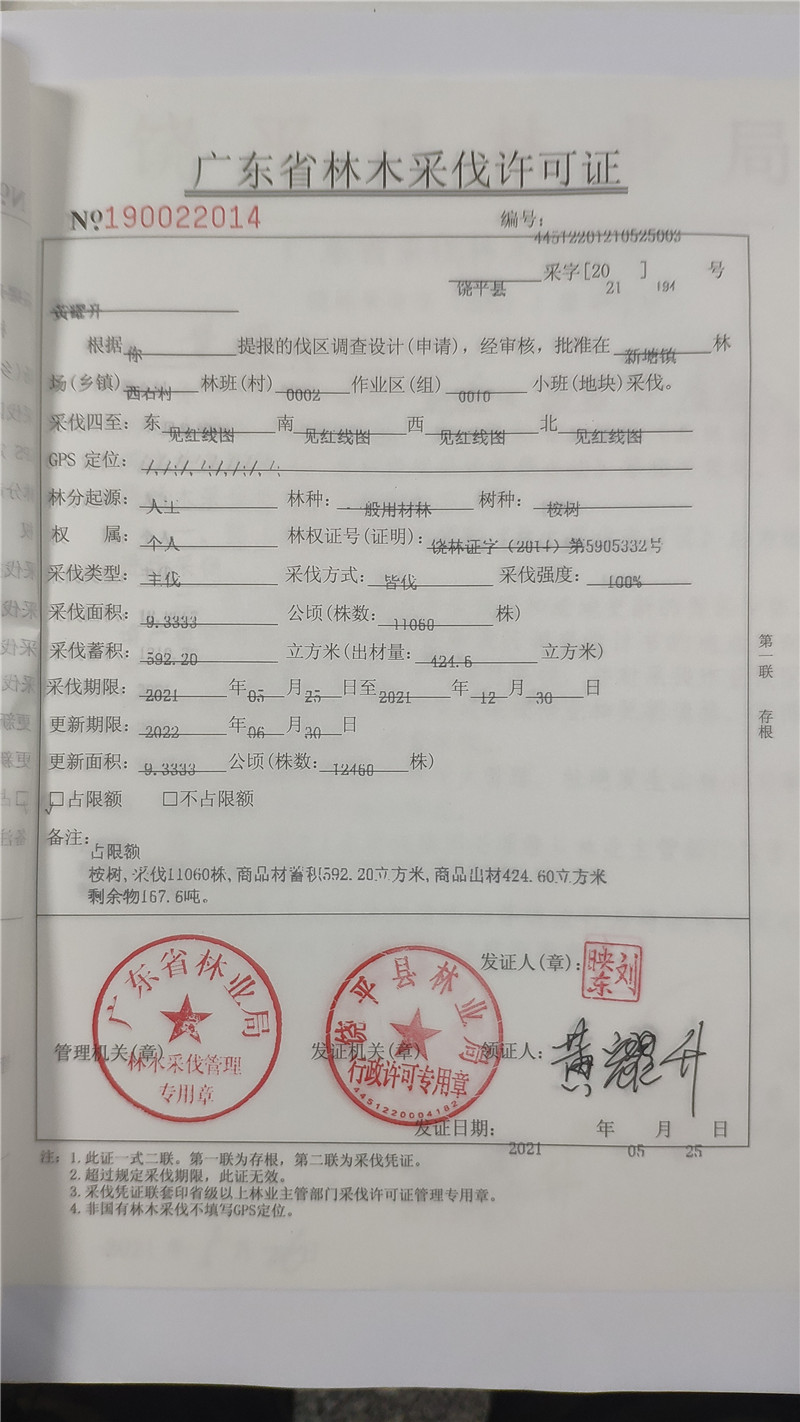 广东省林木采伐许可证
№190022014
编号：44512201210525003
饶平县 采字[20 21 ] 194 号
黄耀升
根据 你 提报的伐区调查设计(申请)，经审核，批准在 新塘镇 林
场(乡镇) 西石村 林班(村) 0002 作业区(组) 0010 小班(地块)采伐。
采伐四至：东 见红线图 南 见红线图 西 见红线图 北 见红线图
GPS 定位： / , / ; / , / ; / , / ; / , / ;
林分起源： 人工 林种： 一般用材林 树种： 桉树
权 属： 个人 林权证号(证明)： 饶林证字（2014）第5905332号
采伐类型： 主伐 采伐方式： 皆伐 采伐强度： 100%
采伐面积： 9.3333 公顷(株数： 11060 株)
采伐蓄积： 592.20 立方米(出材量： 424.6 立方米)
采伐期限： 2021 年 05 月 25 日至 2021 年 12 月 30 日
更新期限： 2022 年 06 月 30 日
更新面积： 9.3333 公顷(株数： 12460 株)
✓□占限额 □不占限额
备注：
占限额
桉树,采伐11060株,商品材蓄积592.20立方米,商品出材424.60立方米
剩余物167.6吨。
第一联 存根
广东省林业局
林木采伐管理
专用章
管理机关(章)
饶平县林业局
行政许可专用章
4451220004182
发证机关(章)
发证人(章)：
刘映东
领证人：黄耀升
发证日期： 2021 年 05 月 25 日
注：1. 此证一式二联。第一联为存根，第二联为采伐凭证。
2. 超过规定采伐期限，此证无效。
3. 采伐凭证联套印省级以上林业主管部门采伐许可证管理专用章。
4. 非国有林木采伐不填写GPS定位。